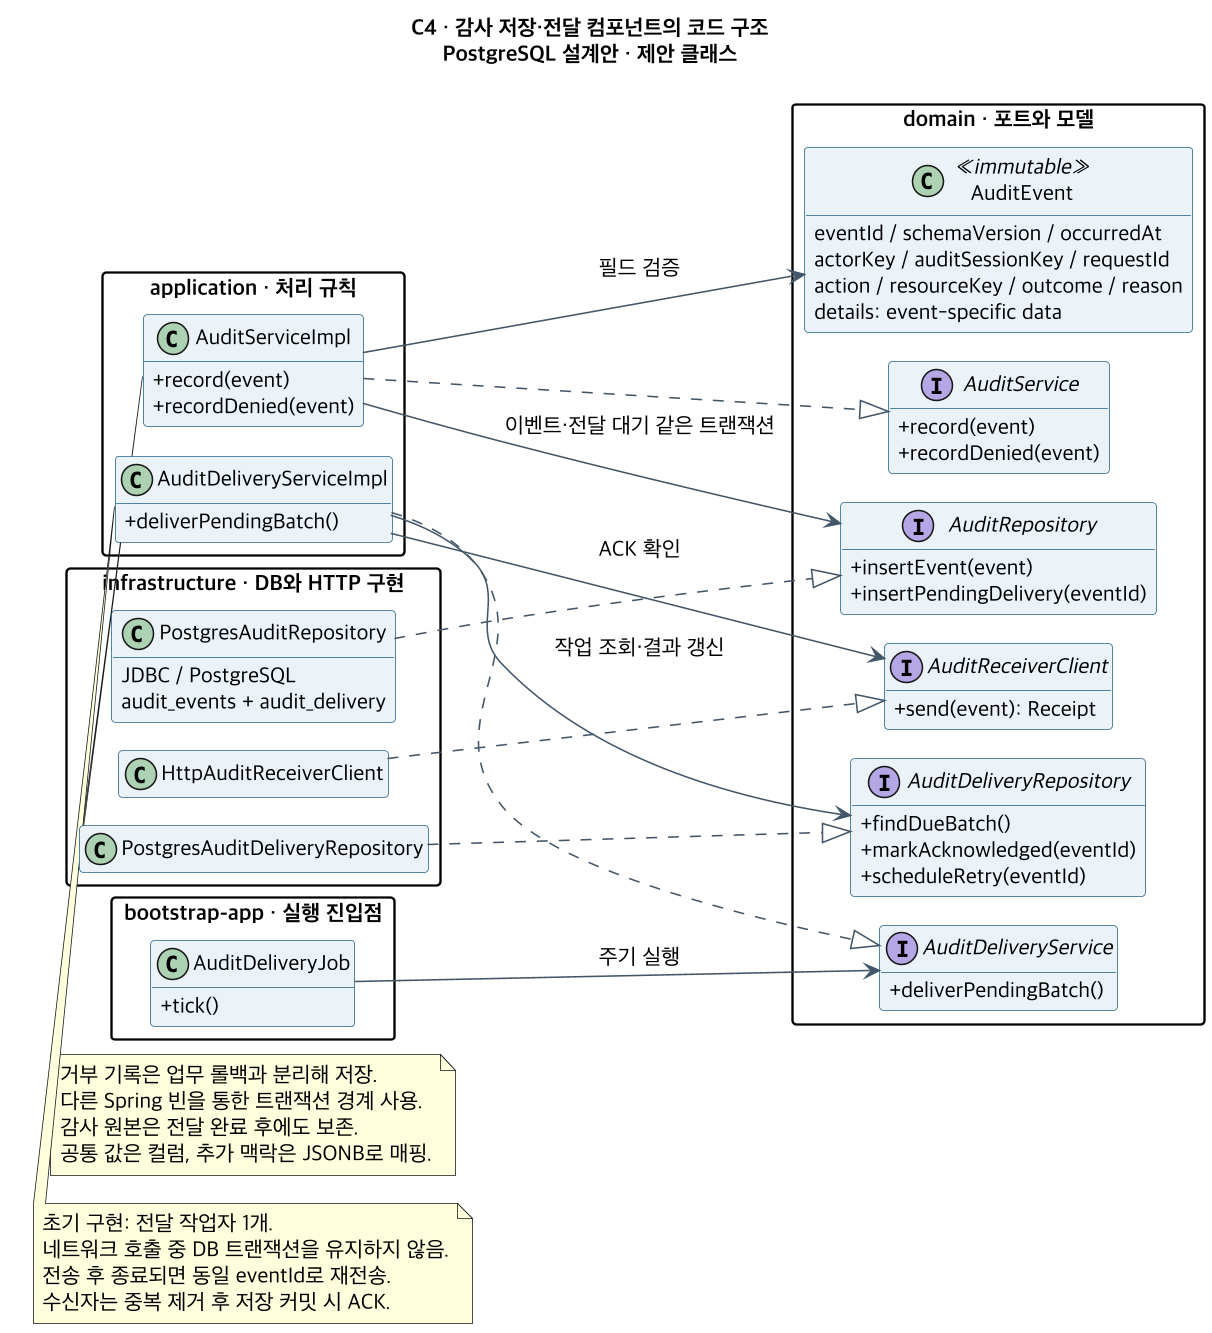 C4 · 감사 저장·전달 컴포넌트의 코드 구조
PostgreSQL 설계안 · 제안 클래스
domain · 포트와 모델
C
≪immutable≫
AuditEvent
eventId / schemaVersion / occurredAt
actorKey / auditSessionKey / requestId
action / resourceKey / outcome / reason
details: event-specific data
필드 검증
application · 처리 규칙
C AuditServiceImpl
+record(event)
+recordDenied(event)
I AuditService
+record(event)
+recordDenied(event)
이벤트·전달 대기 같은 트랜잭션
C AuditDeliveryServiceImpl
+deliverPendingBatch()
I AuditRepository
+insertEvent(event)
+insertPendingDelivery(eventId)
ACK 확인
infrastructure · DB와 HTTP 구현
C PostgresAuditRepository
JDBC / PostgreSQL
audit_events + audit_delivery
작업 조회·결과 갱신
I AuditReceiverClient
+send(event): Receipt
C HttpAuditReceiverClient
I AuditDeliveryRepository
+findDueBatch()
+markAcknowledged(eventId)
+scheduleRetry(eventId)
C PostgresAuditDeliveryRepository
bootstrap-app · 실행 진입점
C AuditDeliveryJob
+tick()
주기 실행
I AuditDeliveryService
+deliverPendingBatch()
거부 기록은 업무 롤백과 분리해 저장.
다른 Spring 빈을 통한 트랜잭션 경계 사용.
감사 원본은 전달 완료 후에도 보존.
공통 값은 컬럼, 추가 맥락은 JSONB로 매핑.
초기 구현: 전달 작업자 1개.
네트워크 호출 중 DB 트랜잭션을 유지하지 않음.
전송 후 종료되면 동일 eventId로 재전송.
수신자는 중복 제거 후 저장 커밋 시 ACK.